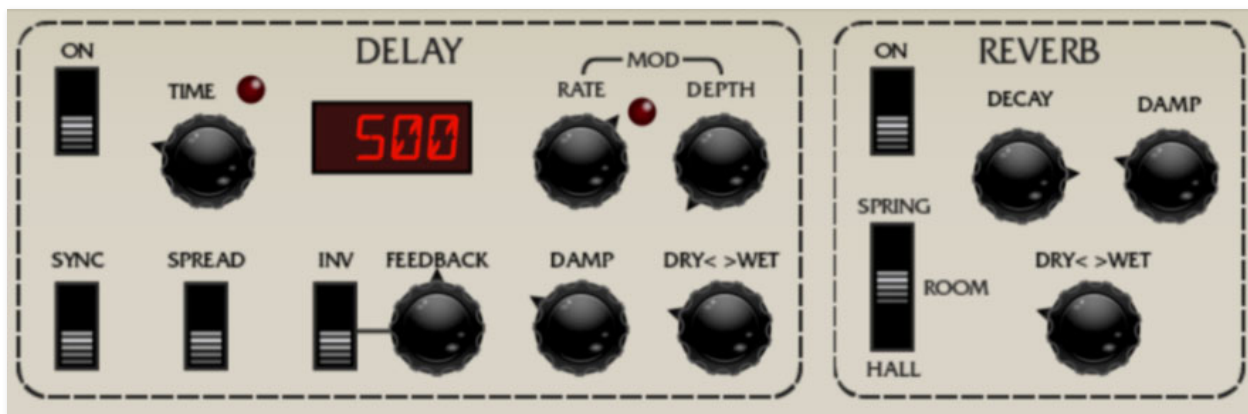 ON
DELAY
MOD
TIME
RATE
DEPTH
500
SYNC
SPREAD
INV
FEEDBACK
DAMP
DRY< >WET
ON
REVERB
DECAY
DAMP
SPRING
ROOM
HALL
DRY< >WET